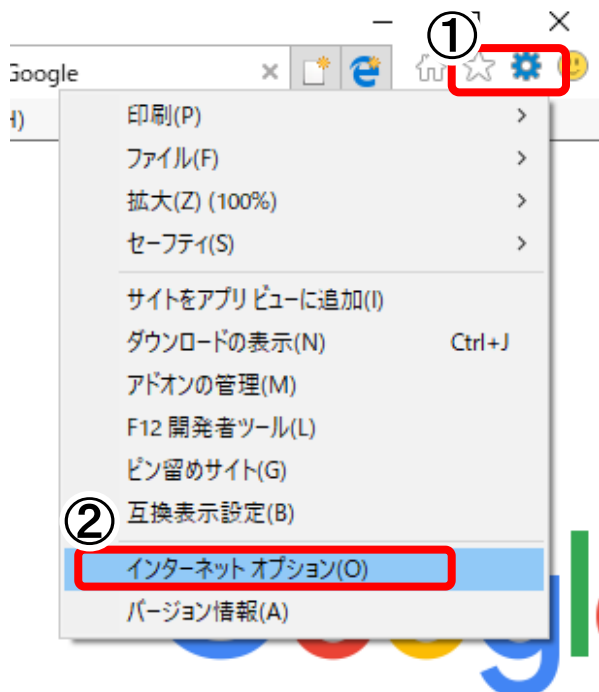 ①
Google
H)
印刷(P)
ファイル(F)
拡大(Z) (100%)
セーフティ(S)
サイトをアプリ ビューに追加(I)
ダウンロードの表示(N) Ctrl+J
アドオンの管理(M)
F12 開発者ツール(L)
ピン留めサイト(G)
互換表示設定(B)
②
インターネット オプション(O)
バージョン情報(A)
Google